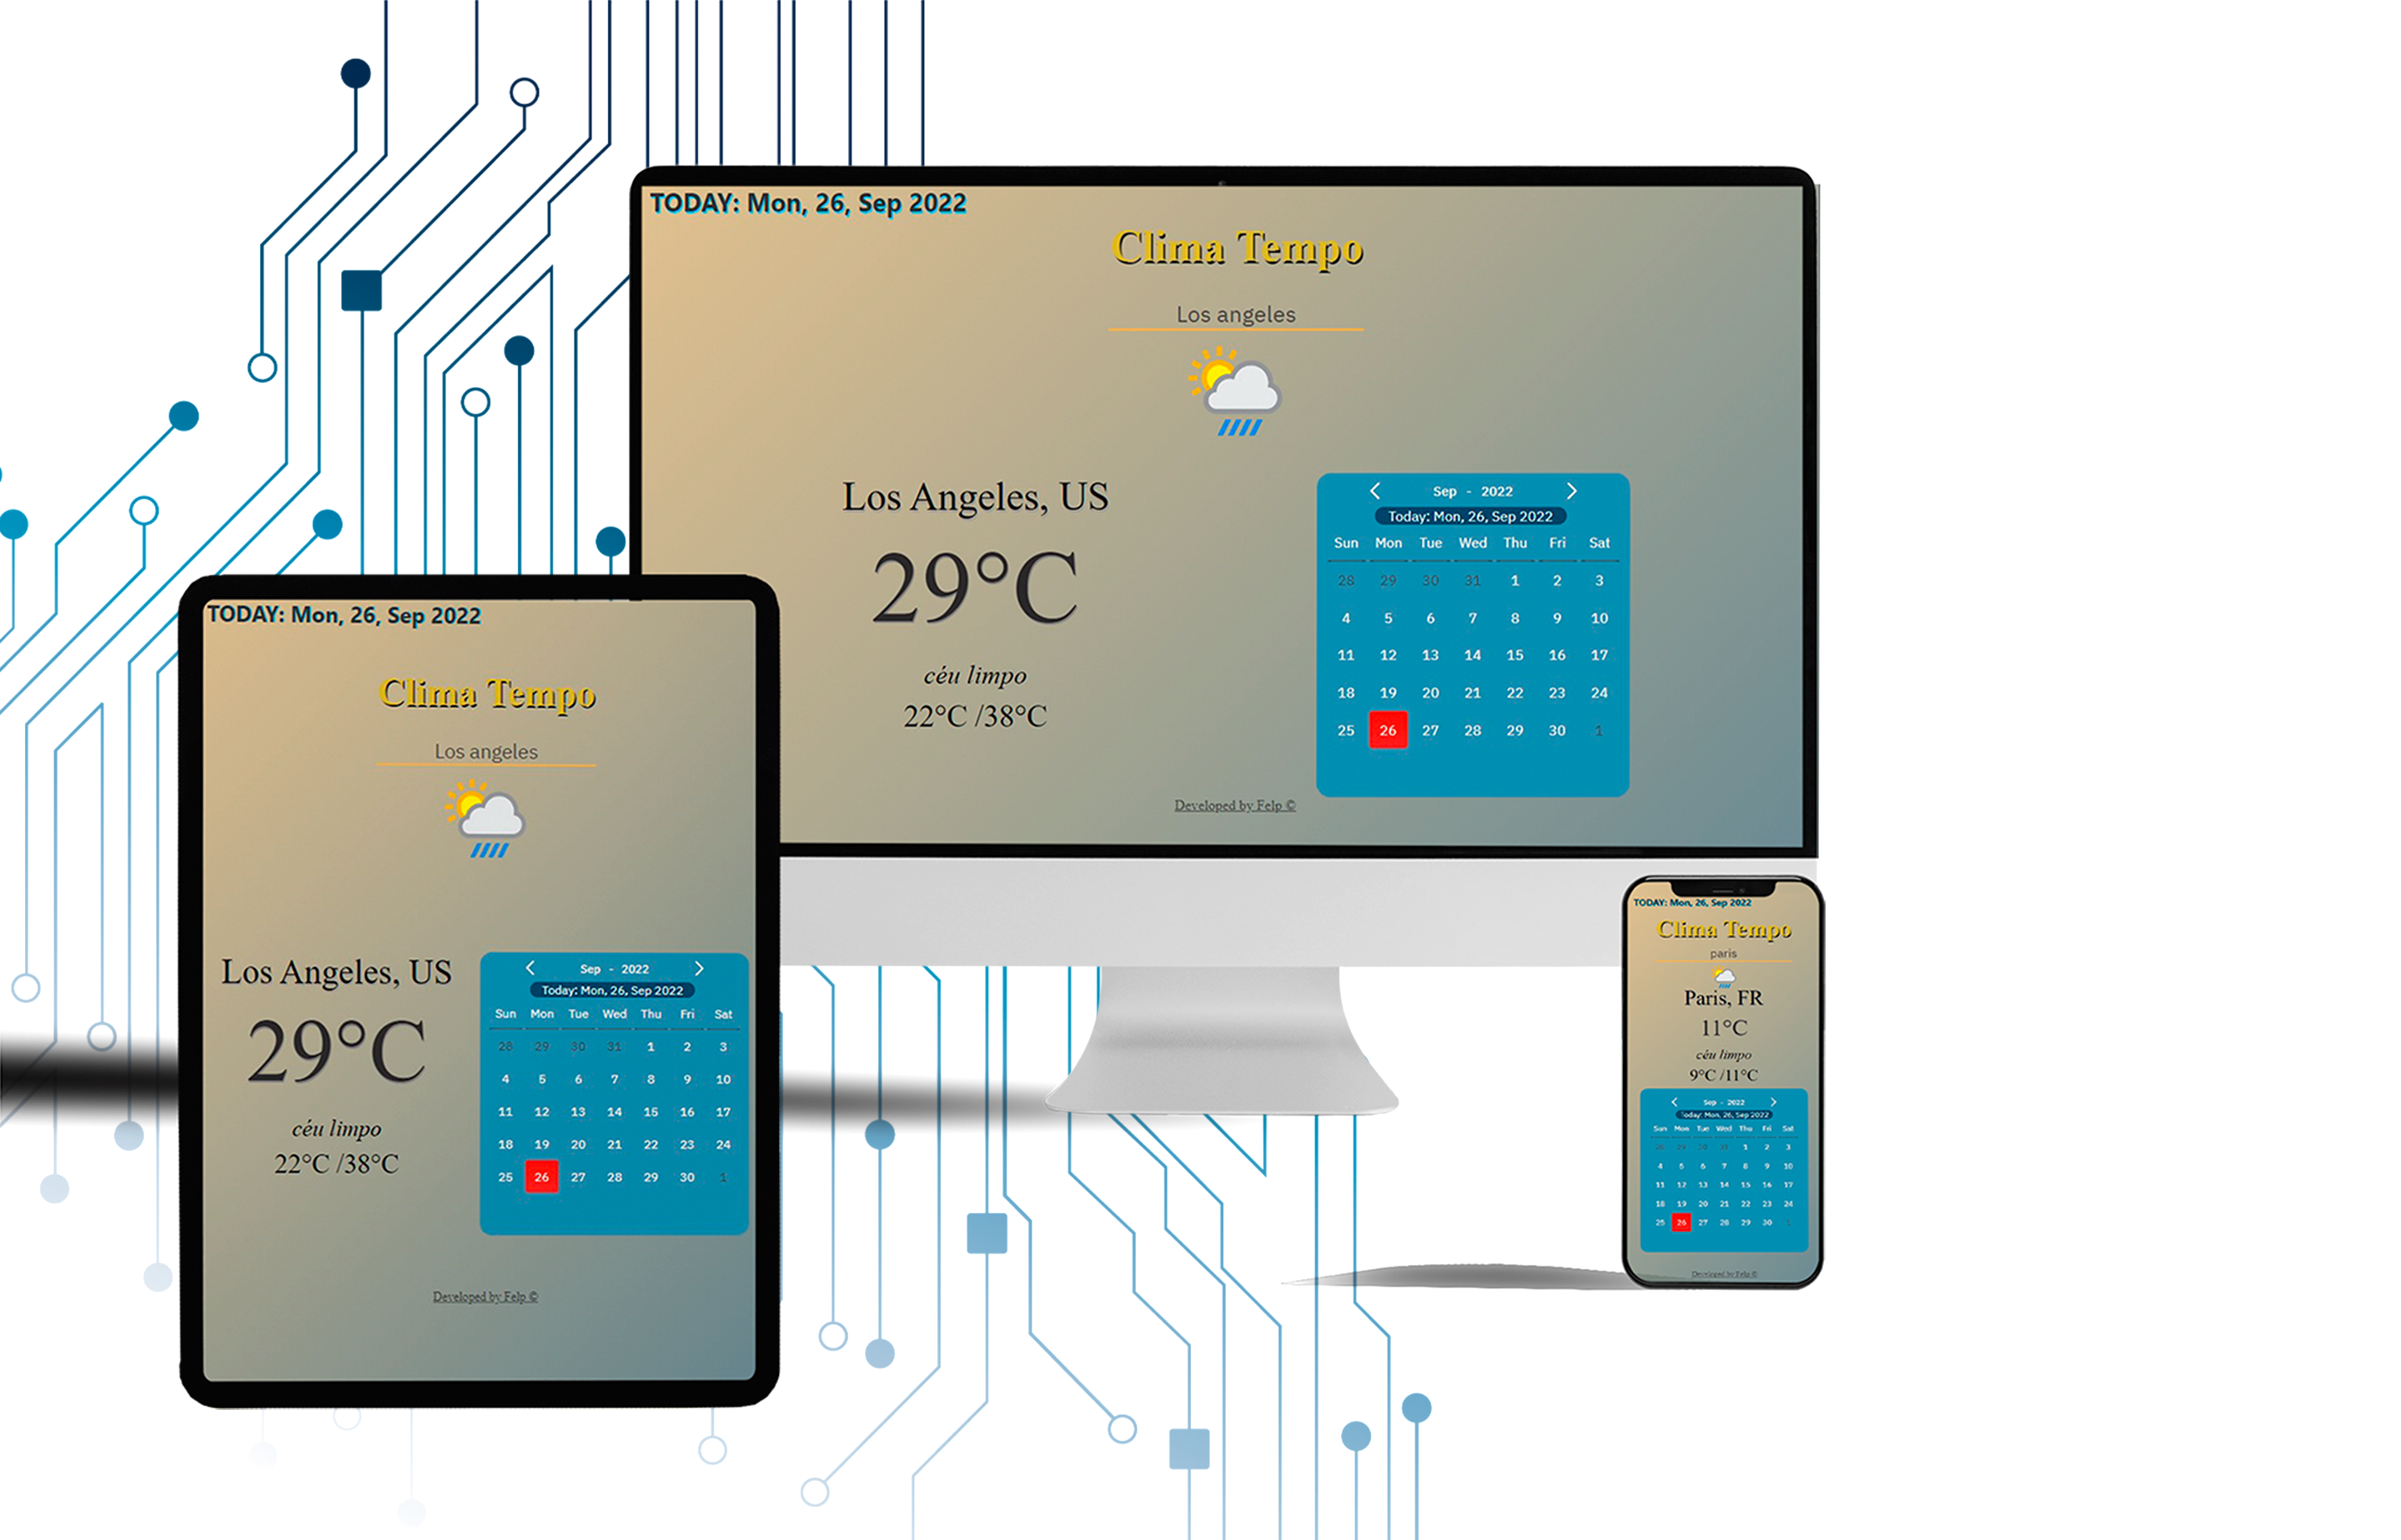 TODAY: Mon, 26, Sep 2022
Clima Tempo
Los angeles
Los Angeles, US
29°C
céu limpo
22°C /38°C
Sep - 2022
Today: Mon, 26, Sep 2022
Sun Mon Tue Wed Thu Fri Sat
28 29 30 31 1 2 3
4 5 6 7 8 9 10
11 12 13 14 15 16 17
18 19 20 21 22 23 24
25 26 27 28 29 30 1
Developed by Felp ©
TODAY: Mon, 26, Sep 2022
Clima Tempo
Los angeles
Los Angeles, US
29°C
céu limpo
22°C /38°C
Sep - 2022
Today: Mon, 26, Sep 2022
Sun Mon Tue Wed Thu Fri Sat
28 29 30 31 1 2 3
4 5 6 7 8 9 10
11 12 13 14 15 16 17
18 19 20 21 22 23 24
25 26 27 28 29 30 1
Developed by Felp ©
TODAY: Mon, 26, Sep 2022
Clima Tempo
paris
Paris, FR
11°C
céu limpo
9°C /11°C
Sep - 2022
Today: Mon, 26, Sep 2022
Sun Mon Tue Wed Thu Fri Sat
28 29 30 31 1 2 3
4 5 6 7 8 9 10
11 12 13 14 15 16 17
18 19 20 21 22 23 24
25 26 27 28 29 30 1
Developed by Felp ©